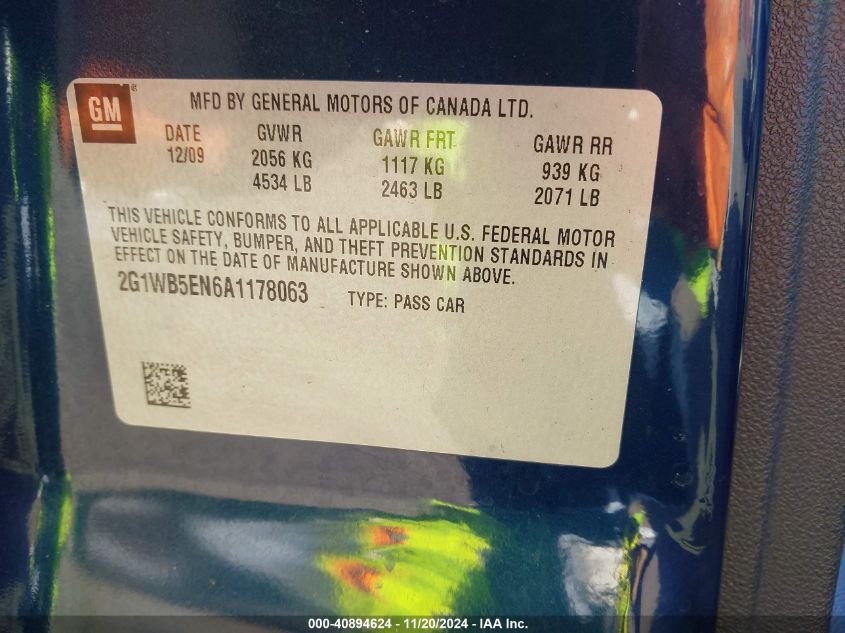 GM
®
MFD BY GENERAL MOTORS OF CANADA LTD.
DATE GVWR GAWR FRT GAWR RR
12/09 2056 KG 1117 KG 939 KG
4534 LB 2463 LB 2071 LB
THIS VEHICLE CONFORMS TO ALL APPLICABLE U.S. FEDERAL MOTOR
VEHICLE SAFETY, BUMPER, AND THEFT PREVENTION STANDARDS IN
EFFECT ON THE DATE OF MANUFACTURE SHOWN ABOVE.
2G1WB5EN6A1178063 TYPE: PASS CAR
000-40894624 - 11/20/2024 - IAA Inc.